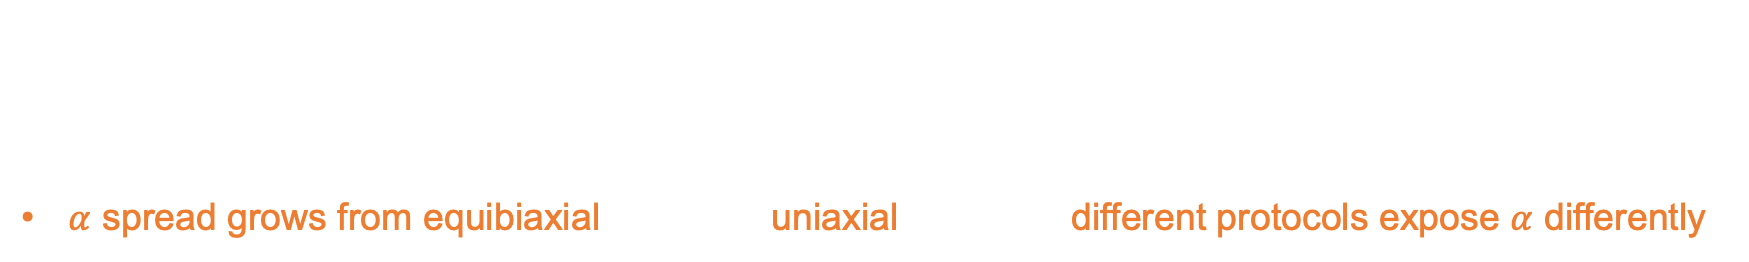 • α spread grows from equibiaxial uniaxial different protocols expose α differently